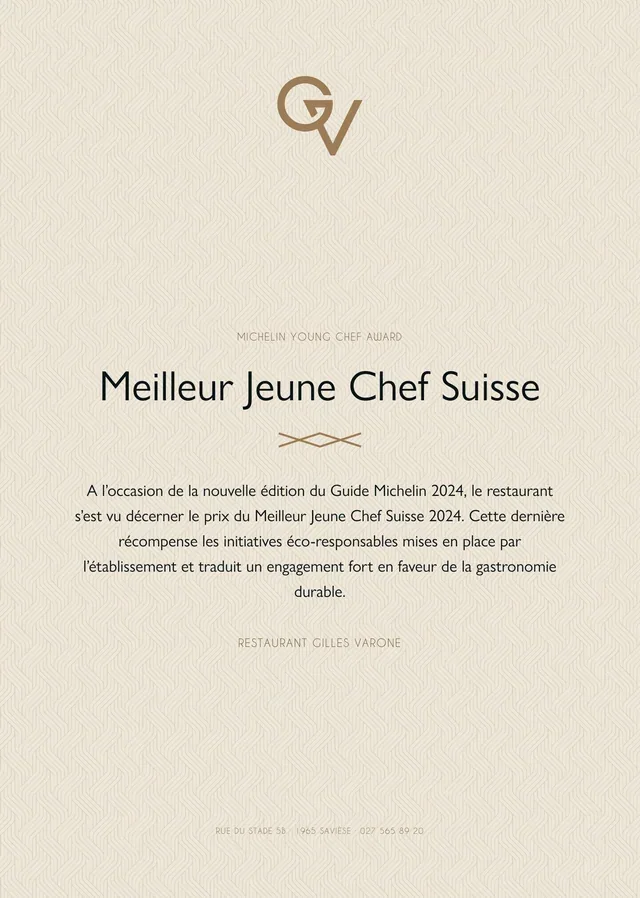 GV
MICHELIN YOUNG CHEF AWARD
Meilleur Jeune Chef Suisse
A l'occasion de la nouvelle édition du Guide Michelin 2024, le restaurant
s'est vu décerner le prix du Meilleur Jeune Chef Suisse 2024. Cette dernière
récompense les initiatives éco-responsables mises en place par
l'établissement et traduit un engagement fort en faveur de la gastronomie
durable.
RESTAURANT GILLES VARONE
RUE DU STADE 5B · 1965 SAVIÈSE · 027 565 89 20